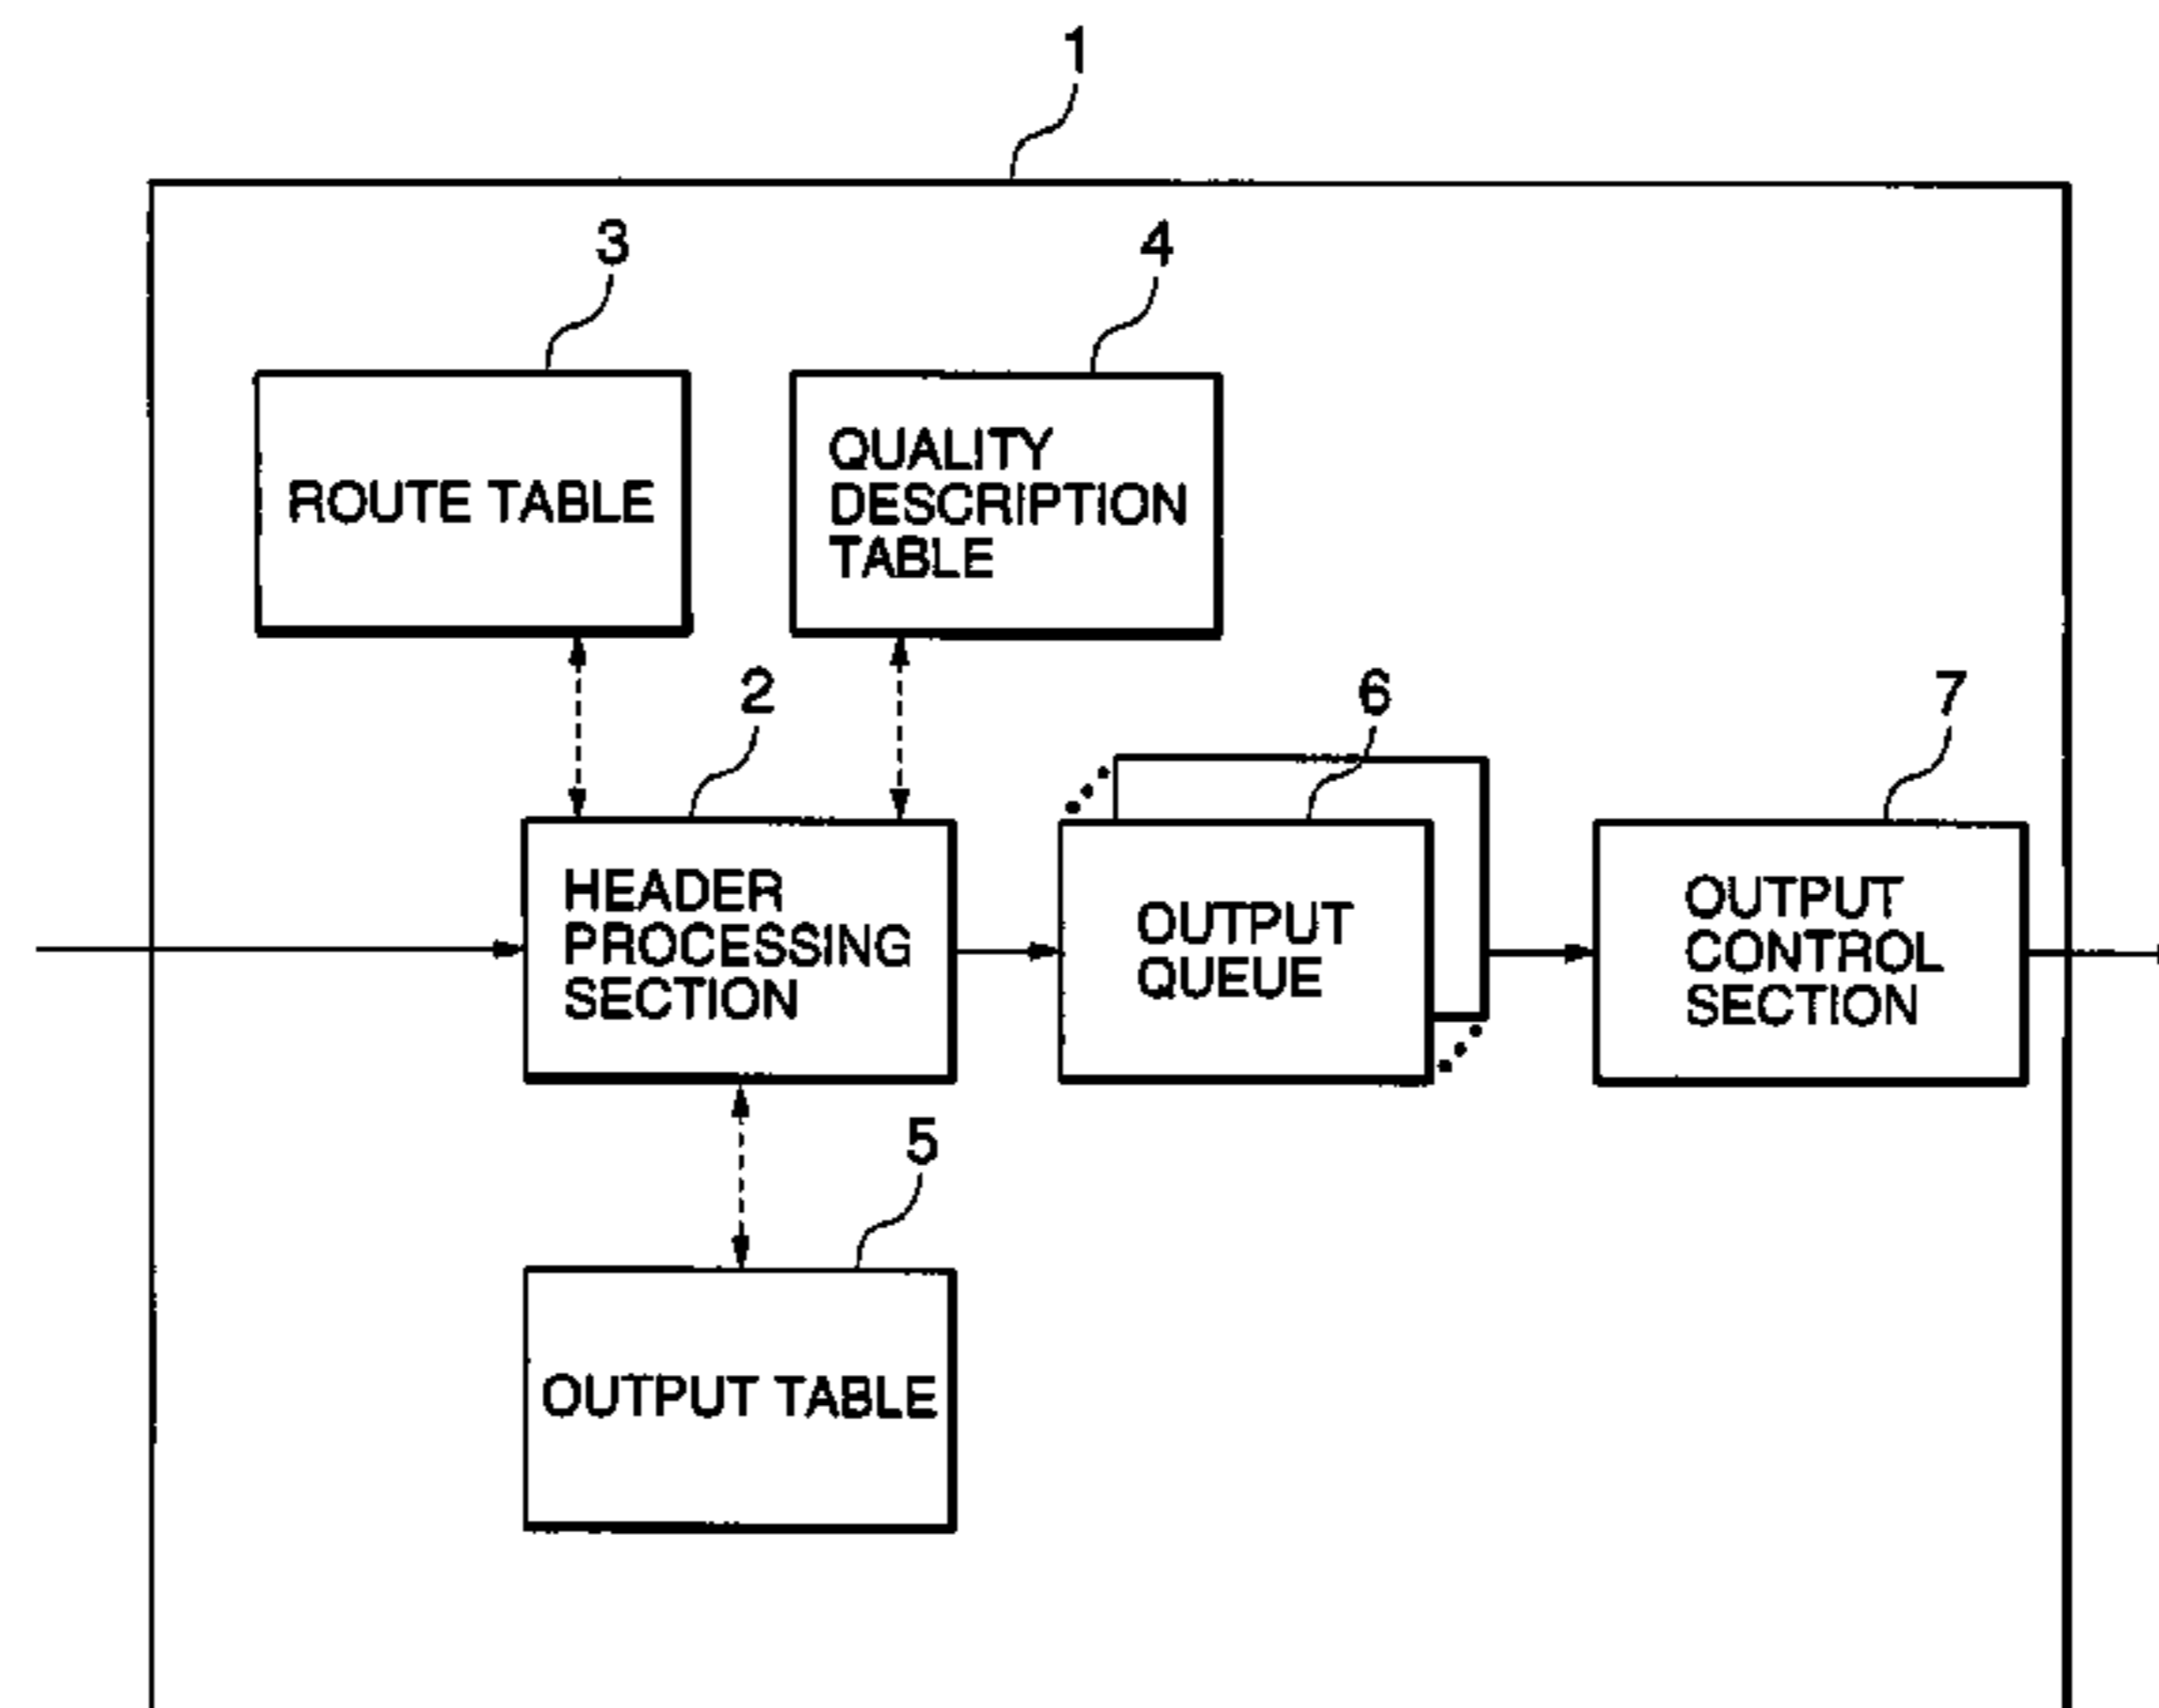 1
3
4
ROUTE TABLE
QUALITY
DESCRIPTION
TABLE
2
6
7
HEADER
PROCESSING
SECTION
OUTPUT
QUEUE
OUTPUT
CONTROL
SECTION
5
OUTPUT TABLE